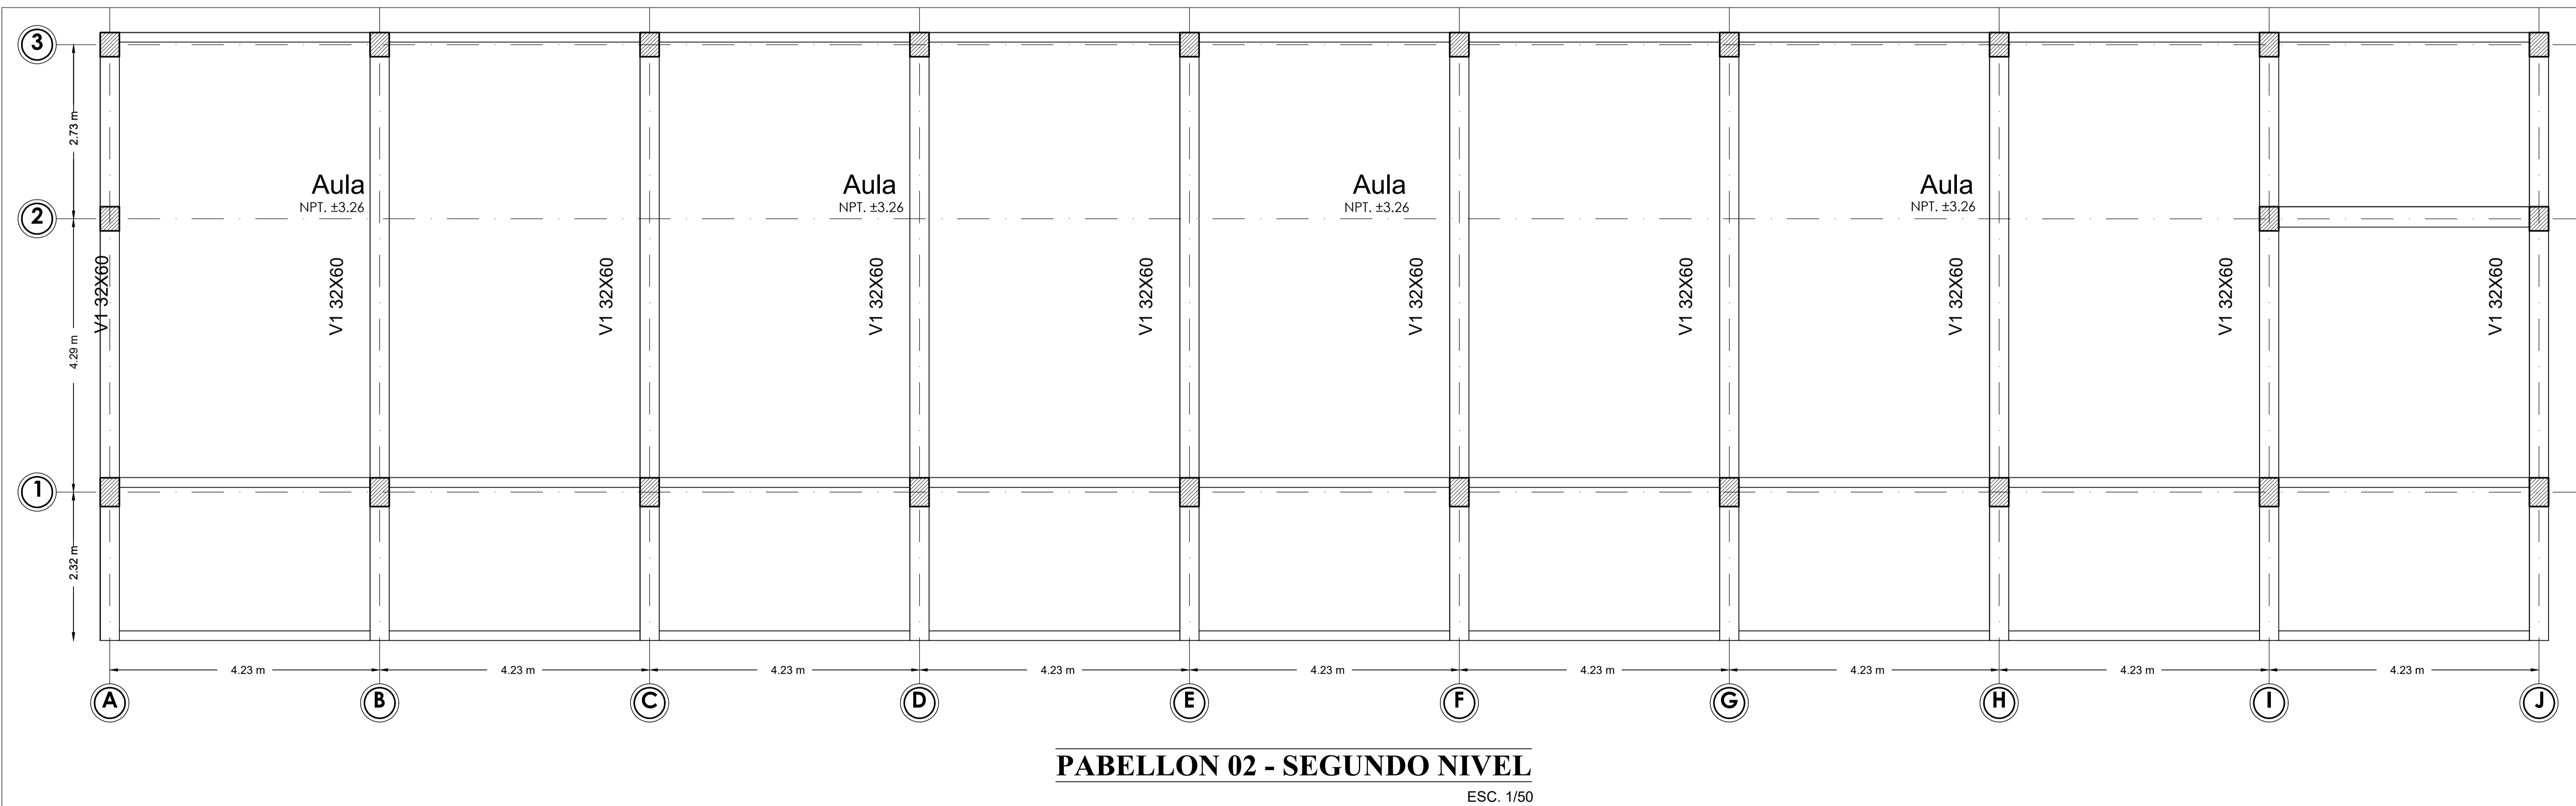 3
2.73 m
Aula
NPT. ±3.26
Aula
NPT. ±3.26
Aula
NPT. ±3.26
Aula
NPT. ±3.26
2
V1 32X60
V1 32X60
V1 32X60
V1 32X60
V1 32X60
V1 32X60
V1 32X60
V1 32X60
V1 32X60
V1 32X60
4.29 m
1
2.32 m
4.23 m
4.23 m
4.23 m
4.23 m
4.23 m
4.23 m
4.23 m
4.23 m
4.23 m
A
B
C
D
E
F
G
H
I
J
PABELLON 02 - SEGUNDO NIVEL
ESC. 1/50